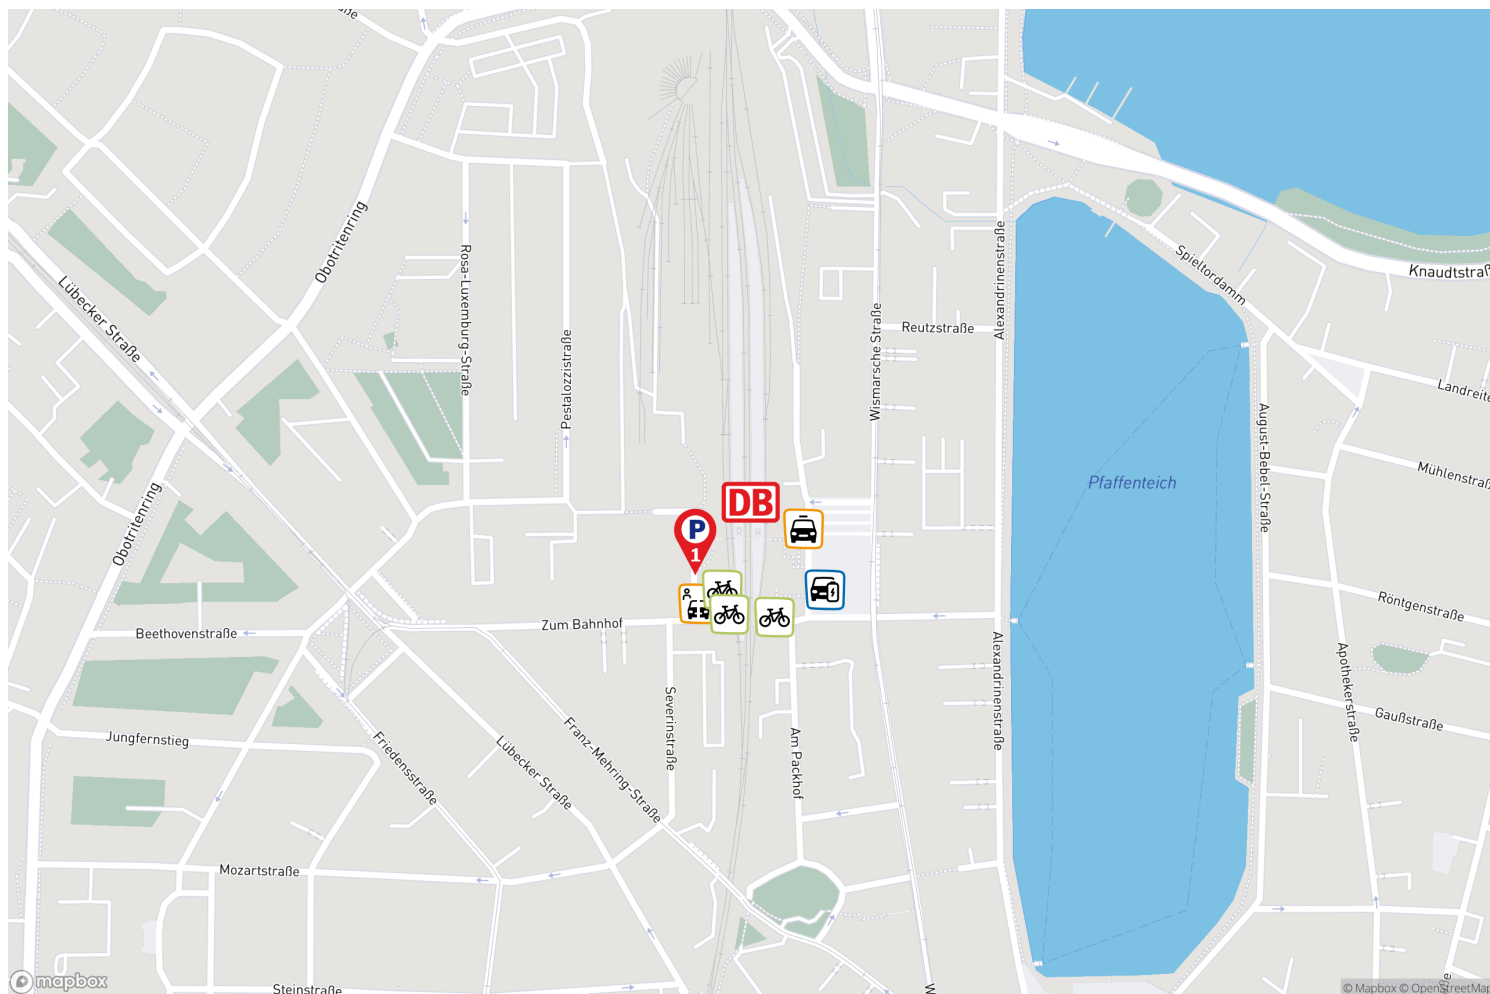 Knaudtstraß
Spieltordamm
Obotritenring
Lübecker Straße
Rosa-Luxemburg-Straße
Pestalozzistraße
Wismarsche Straße
Reutzstraße
Alexandrinenstraße
Landreite
August-Bebel-Straße
Mühlenstraß
Pfaffenteich
Obotritenring
DB
P
1
Röntgenstraße
Beethovenstraße
Zum Bahnhof
Alexandrinenstraße
Apothekerstraße
Gaußstraße
Severinstraße
Jungfernstieg
Friedensstraße
Lübecker Straße
Franz-Mehring-Straße
Am Packhof
Mozartstraße
Steinstraße
W
mapbox
© Mapbox © OpenStreetMap